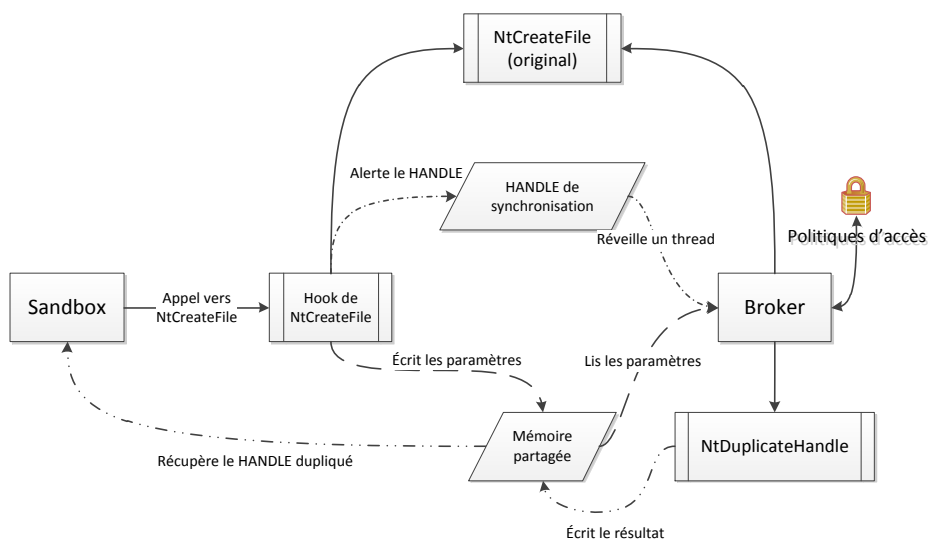 NtCreateFile
(original)
Alerte le HANDLE
HANDLE de
synchronisation
Réveille un thread
Politiques d'accès
Sandbox
Appel vers
NtCreateFile
Hook de
NtCreateFile
Broker
Écrit les paramètres
Lis les paramètres
Mémoire
partagée
NtDuplicateHandle
Récupère le HANDLE dupliqué
Écrit le résultat